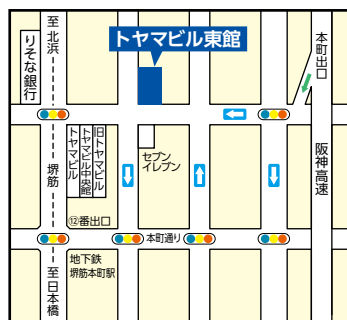 至北浜
りそな銀行
トヤマビル東館
本町出口
トヤマビル
トヤマビル中央館
旧トヤマビル
セブン
イレブン
堺筋
阪神高速
⑫番出口
本町通り
地下鉄
堺筋本町駅
至日本橋